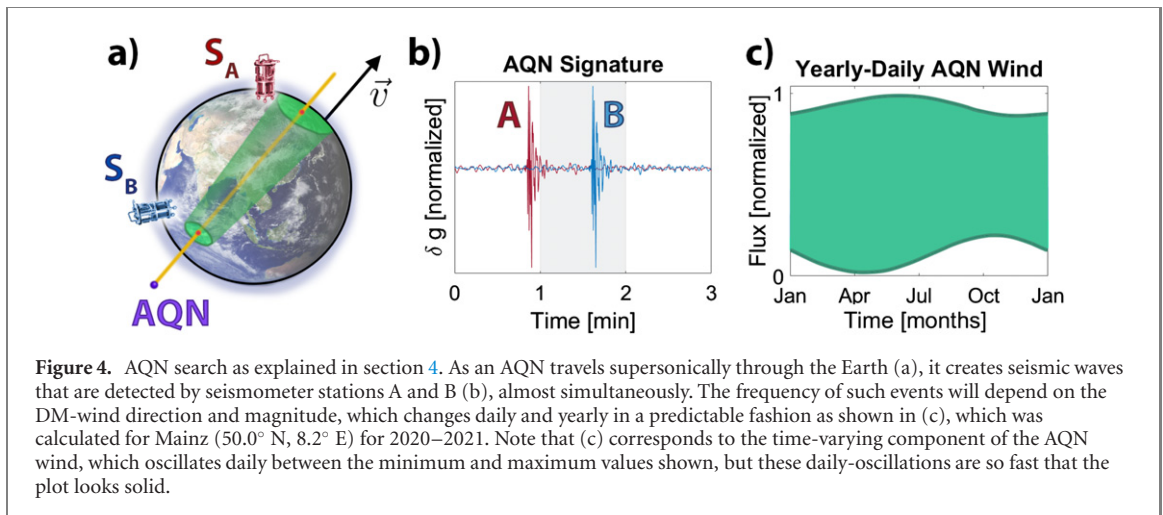 a)
S_A
v⃗
S_B
AQN
b)
AQN Signature
A
B
δ g [normalized]
0 1 2 3
Time [min]
c)
Yearly-Daily AQN Wind
1
Flux [normalized]
0
Jan Apr Jul Oct Jan
Time [months]
Figure 4. AQN search as explained in section 4. As an AQN travels supersonically through the Earth (a), it creates seismic waves
that are detected by seismometer stations A and B (b), almost simultaneously. The frequency of such events will depend on the
DM-wind direction and magnitude, which changes daily and yearly in a predictable fashion as shown in (c), which was
calculated for Mainz (50.0° N, 8.2° E) for 2020–2021. Note that (c) corresponds to the time-varying component of the AQN
wind, which oscillates daily between the minimum and maximum values shown, but these daily-oscillations are so fast that the
plot looks solid.